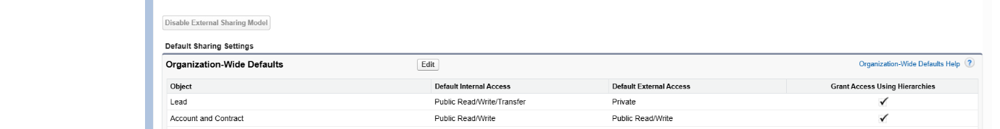 Disable External Sharing Model
Default Sharing Settings
Organization-Wide Defaults Edit Organization-Wide Defaults Help ?
Object Default Internal Access Default External Access Grant Access Using Hierarchies
Lead Public Read/Write/Transfer Private ✓
Account and Contract Public Read/Write Public Read/Write ✓